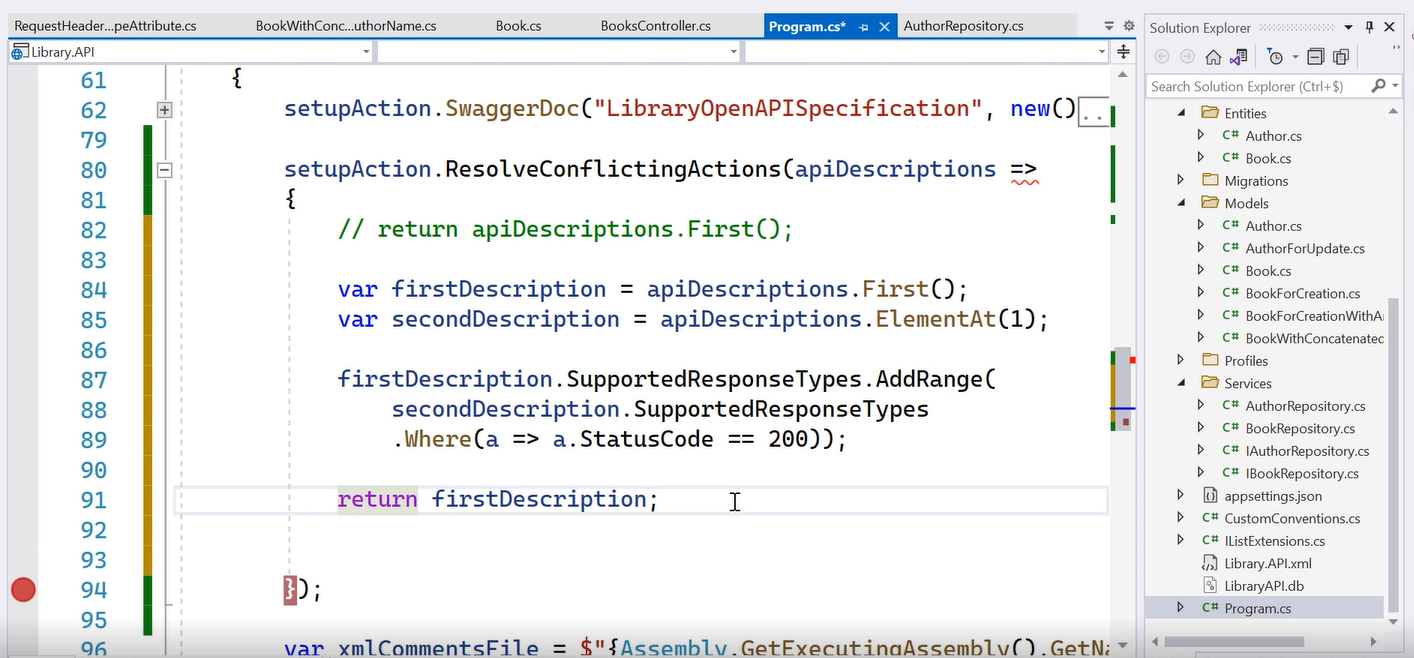 RequestHeader...peAttribute.cs BookWithConc...uthorName.cs Book.cs BooksController.cs Program.cs* AuthorRepository.cs
Library.API
61 {
62 setupAction.SwaggerDoc("LibraryOpenAPISpecification", new()..
79
80 setupAction.ResolveConflictingActions(apiDescriptions =>
81 {
82 // return apiDescriptions.First();
83
84 var firstDescription = apiDescriptions.First();
85 var secondDescription = apiDescriptions.ElementAt(1);
86
87 firstDescription.SupportedResponseTypes.AddRange(
88 secondDescription.SupportedResponseTypes
89 .Where(a => a.StatusCode == 200));
90
91 return firstDescription;
92
93
94 });
95
96 var xmlCommentsFile = $"{Assembly.GetExecutingAssembly().GetNa
Solution Explorer
Search Solution Explorer (Ctrl+$)
Entities
C# Author.cs
C# Book.cs
Migrations
Models
C# Author.cs
C# AuthorForUpdate.cs
C# Book.cs
C# BookForCreation.cs
C# BookForCreationWithA
C# BookWithConcatenatec
Profiles
Services
C# AuthorRepository.cs
C# BookRepository.cs
C# IAuthorRepository.cs
C# IBookRepository.cs
appsettings.json
C# CustomConventions.cs
C# IListExtensions.cs
Library.API.xml
LibraryAPI.db
C# Program.cs